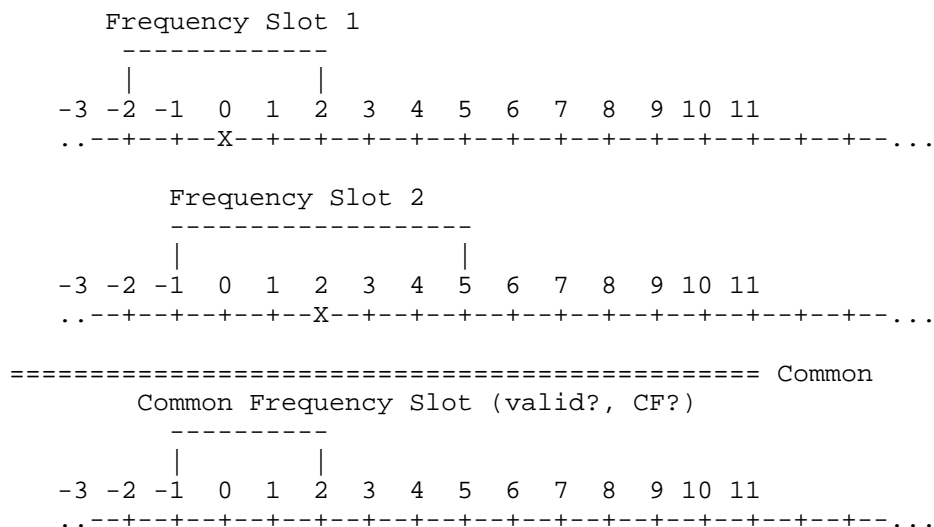 Frequency Slot 1
-------------
|           |
-3 -2 -1  0  1  2  3  4  5  6  7  8  9 10 11
..--+--+--X--+--+--+--+--+--+--+--+--+--+--+--...
Frequency Slot 2
-------------------
|                 |
-3 -2 -1  0  1  2  3  4  5  6  7  8  9 10 11
..--+--+--+--+--X--+--+--+--+--+--+--+--+--+--...
=============================================== Common
Common Frequency Slot (valid?, CF?)
----------
|        |
-3 -2 -1  0  1  2  3  4  5  6  7  8  9 10 11
..--+--+--+--+--+--+--+--+--+--+--+--+--+--+--...